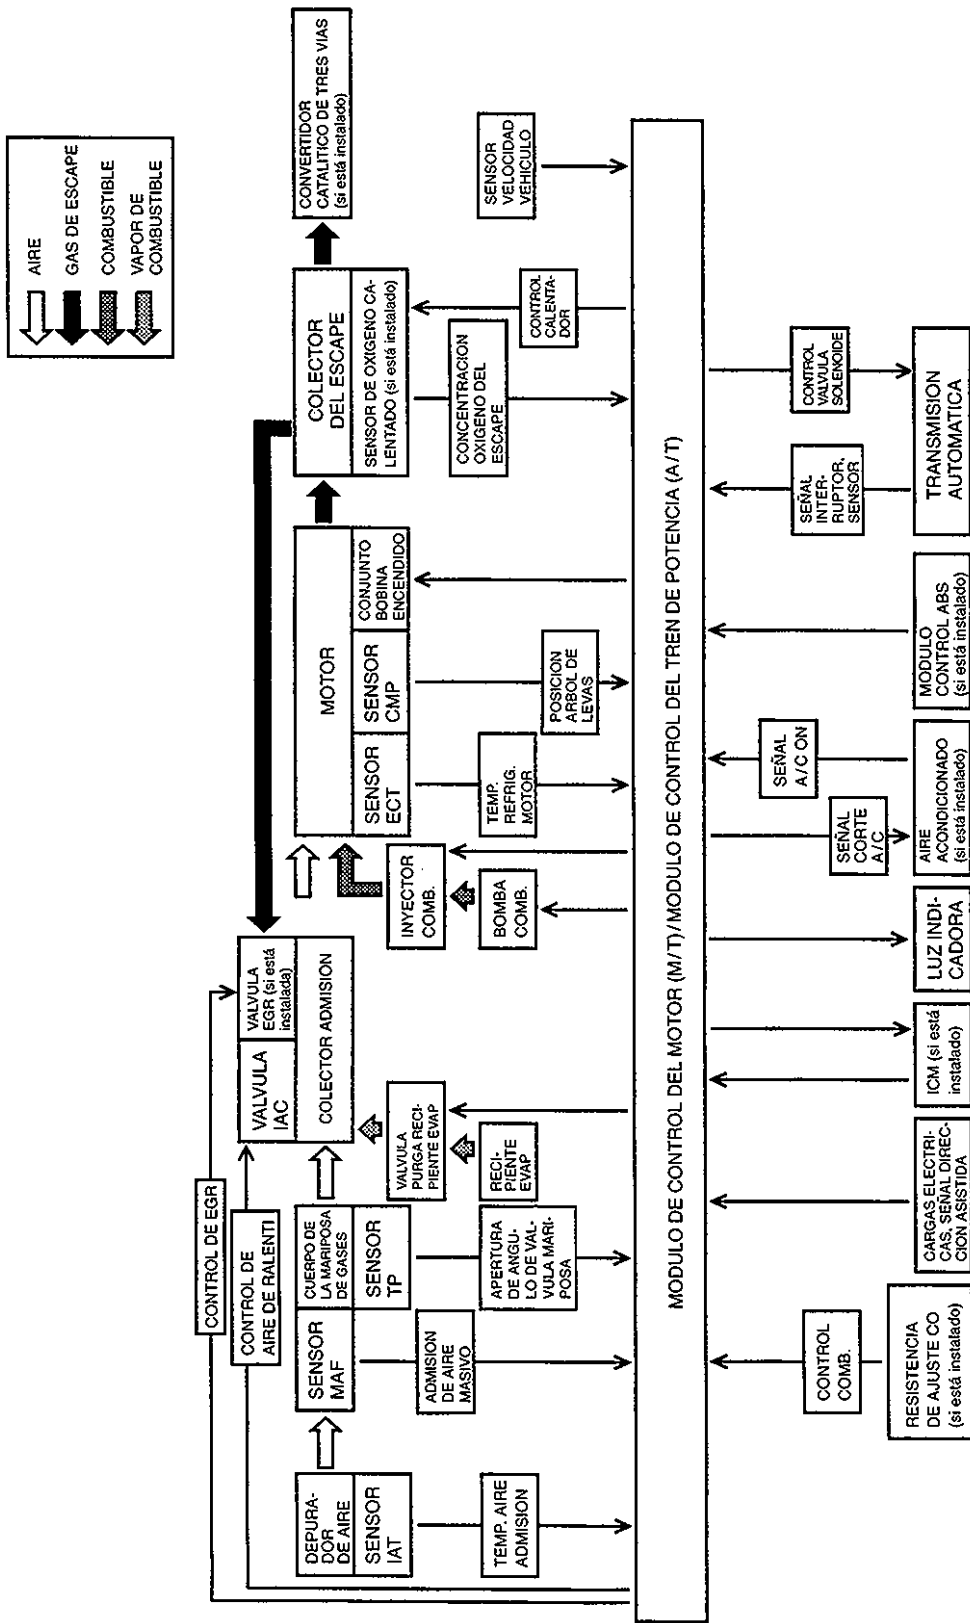 AIRE
GAS DE ESCAPE
COMBUSTIBLE
VAPOR DE
COMBUSTIBLE
CONTROL DE EGR
CONTROL DE
AIRE DE RALENTI
VALVULA
IAC
VALVULA
EGR (si está
instalada)
COLECTOR ADMISION
DEPURA-
DOR
DE AIRE
SENSOR
IAT
SENSOR
MAF
CUERPO DE
LA MARIPOSA
DE GASES
SENSOR
TP
MOTOR
SENSOR
ECT
SENSOR
CMP
CONJUNTO
BOBINA
ENCENDIDO
COLECTOR
DEL ESCAPE
SENSOR DE OXIGENO CA-
LENTADO (si está instalado)
CONVERTIDOR
CATALITICO DE TRES VIAS
(si está instalado)
TEMP. AIRE
ADMISION
ADMISION
DE AIRE
MASIVO
APERTURA
DE ANGU-
LO DE VAL-
VULA MARI-
POSA
VALVULA
PURGA RECI-
PIENTE EVAP
RECI-
PIENTE
EVAP
INYECTOR
COMB.
BOMBA
COMB.
TEMP.
REFRIG.
MOTOR
POSICION
ARBOL DE
LEVAS
CONCENTRACION
OXIGENO DEL
ESCAPE
CONTROL
CALENTA-
DOR
SENSOR
VELOCIDAD
VEHICULO
MODULO DE CONTROL DEL MOTOR (M/T)/MODULO DE CONTROL DEL TREN DE POTENCIA (A/T)
CONTROL
COMB.
RESISTENCIA
DE AJUSTE CO
(si está instalado)
CARGAS ELECTRI-
CAS, SEÑAL DIREC-
CION ASISTIDA
ICM (si está
instalado)
LUZ INDI-
CADORA
SEÑAL
CORTE
A/C
SEÑAL
A/C ON
AIRE
ACONDICIONADO
(si está instalado)
MODULO
CONTROL ABS
(si está instalado)
SEÑAL
INTER-
RUPTOR,
SENSOR
CONTROL
VALVULA
SOLENOIDE
TRANSMISION
AUTOMATICA